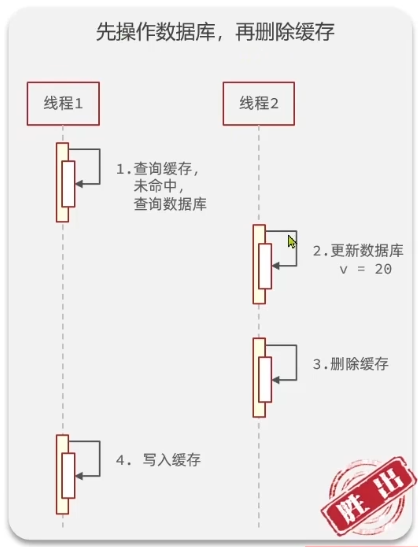 先操作数据库，再删除缓存
线程1
线程2
1.查询缓存，
未命中，
查询数据库
2.更新数据库
v = 20
3.删除缓存
4. 写入缓存
胜出